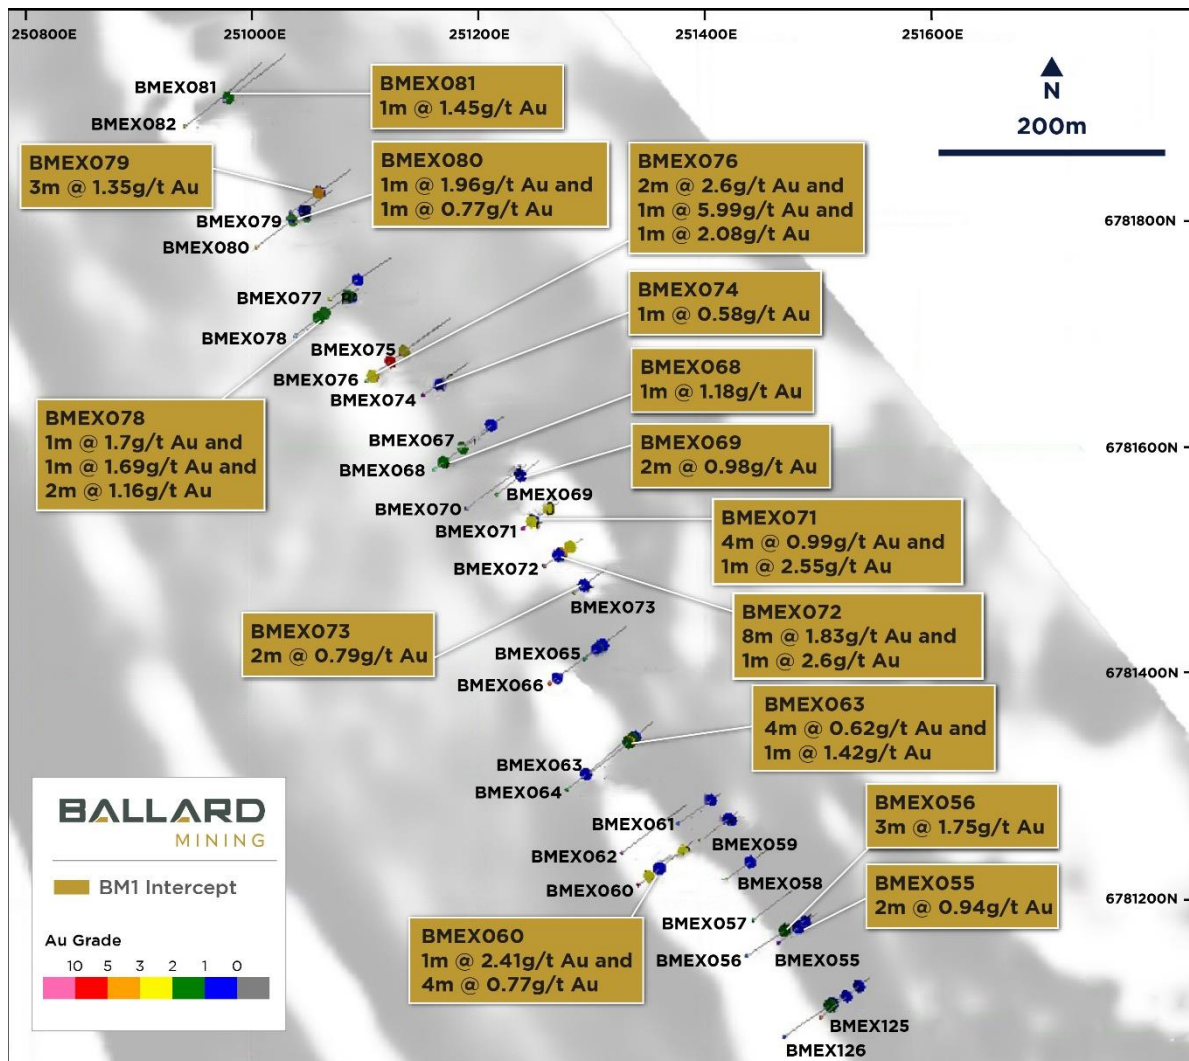 250800E
251000E
251200E
251400E
251600E
N
200m
BMEX081
1m @ 1.45g/t Au
BMEX081
BMEX082
BMEX079
3m @ 1.35g/t Au
BMEX080
1m @ 1.96g/t Au and
1m @ 0.77g/t Au
BMEX076
2m @ 2.6g/t Au and
1m @ 5.99g/t Au and
1m @ 2.08g/t Au
6781800N
BMEX079
BMEX080
BMEX077
BMEX078
BMEX074
1m @ 0.58g/t Au
BMEX075
BMEX076
BMEX074
BMEX068
1m @ 1.18g/t Au
BMEX078
1m @ 1.7g/t Au and
1m @ 1.69g/t Au and
2m @ 1.16g/t Au
BMEX067
BMEX068
BMEX069
2m @ 0.98g/t Au
6781600N
BMEX069
BMEX070
BMEX071
BMEX071
4m @ 0.99g/t Au and
1m @ 2.55g/t Au
BMEX072
BMEX073
BMEX073
2m @ 0.79g/t Au
BMEX072
8m @ 1.83g/t Au and
1m @ 2.6g/t Au
BMEX065
BMEX066
6781400N
BMEX063
4m @ 0.62g/t Au and
1m @ 1.42g/t Au
BMEX063
BMEX064
BMEX061
BMEX062
BMEX059
BMEX060
BMEX058
BMEX056
3m @ 1.75g/t Au
BMEX055
2m @ 0.94g/t Au
6781200N
BMEX057
BMEX056
BMEX055
BMEX060
1m @ 2.41g/t Au and
4m @ 0.77g/t Au
BMEX125
BMEX126
BALLARD
MINING
BM1 Intercept
Au Grade
10 5 3 2 1 0